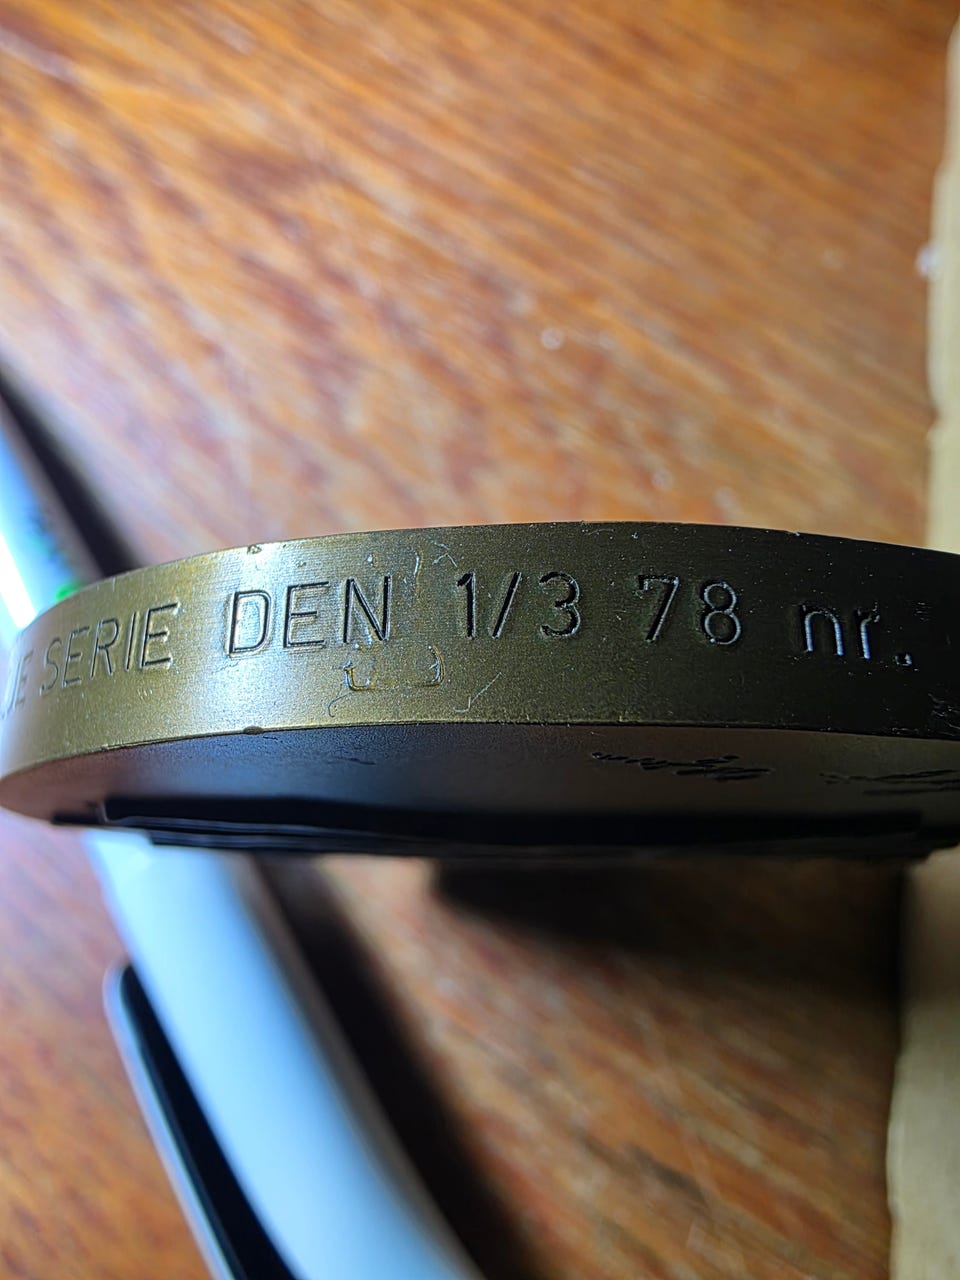 SERIE DEN 1/3 78 nr.